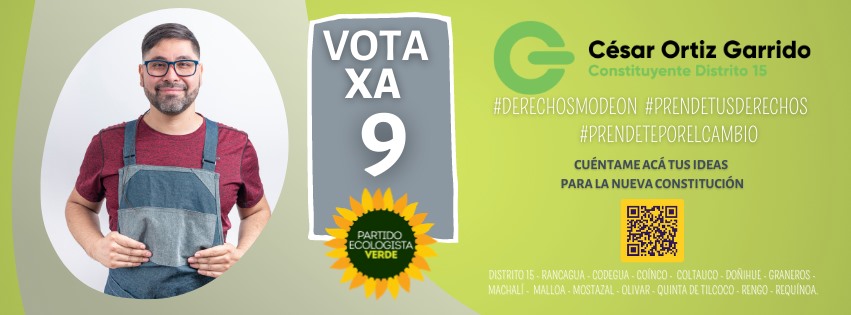 VOTA
XA
9
PARTIDO
ECOLOGISTA
VERDE
César Ortiz Garrido
Constituyente Distrito 15
#DERECHOSMODEON #PRENDETUSDERECHOS
#PRENDETEPORELCAMBIO
CUÉNTAME ACÁ TUS IDEAS
PARA LA NUEVA CONSTITUCIÓN
DISTRITO 15 - RANCAGUA - CODEGUA - COÍNCO - COLTAUCO - DOÑIHUE - GRANEROS -
MACHALÍ - MALLOA - MOSTAZAL - OLIVAR - QUINTA DE TILCOCO - RENGO - REQUÍNOA.